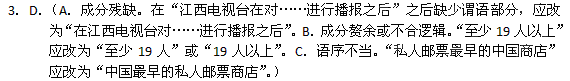 3. D.（A. 成分残缺。在“江西电视台在对……进行播报之后”之后缺少谓语部分，应改
为“在江西电视台对……进行播报之后”。B. 成分赘余或不合逻辑。“至少 19 人以上”
应改为“至少 19 人”或“19 人以上”。C. 语序不当。“私人邮票最早的中国商店”
应改为“中国最早的私人邮票商店”。）